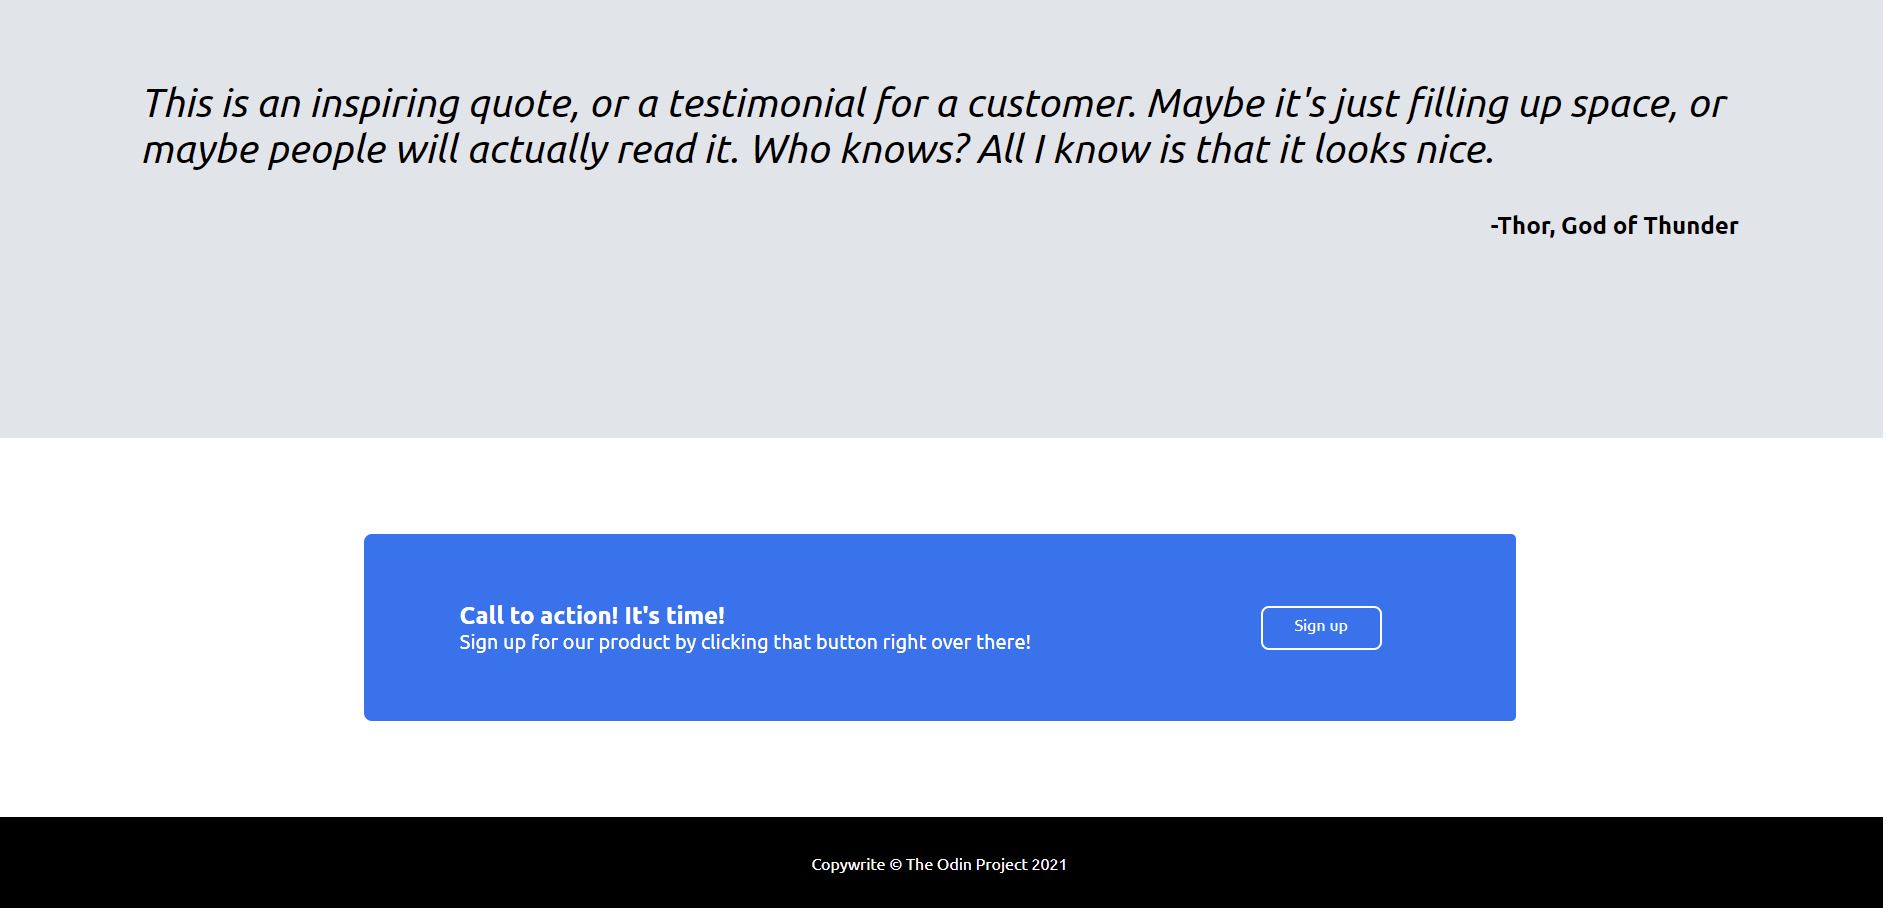 This is an inspiring quote, or a testimonial for a customer. Maybe it's just filling up space, or
maybe people will actually read it. Who knows? All I know is that it looks nice.
-Thor, God of Thunder
Call to action! It's time!
Sign up for our product by clicking that button right over there!
Sign up
Copywrite © The Odin Project 2021